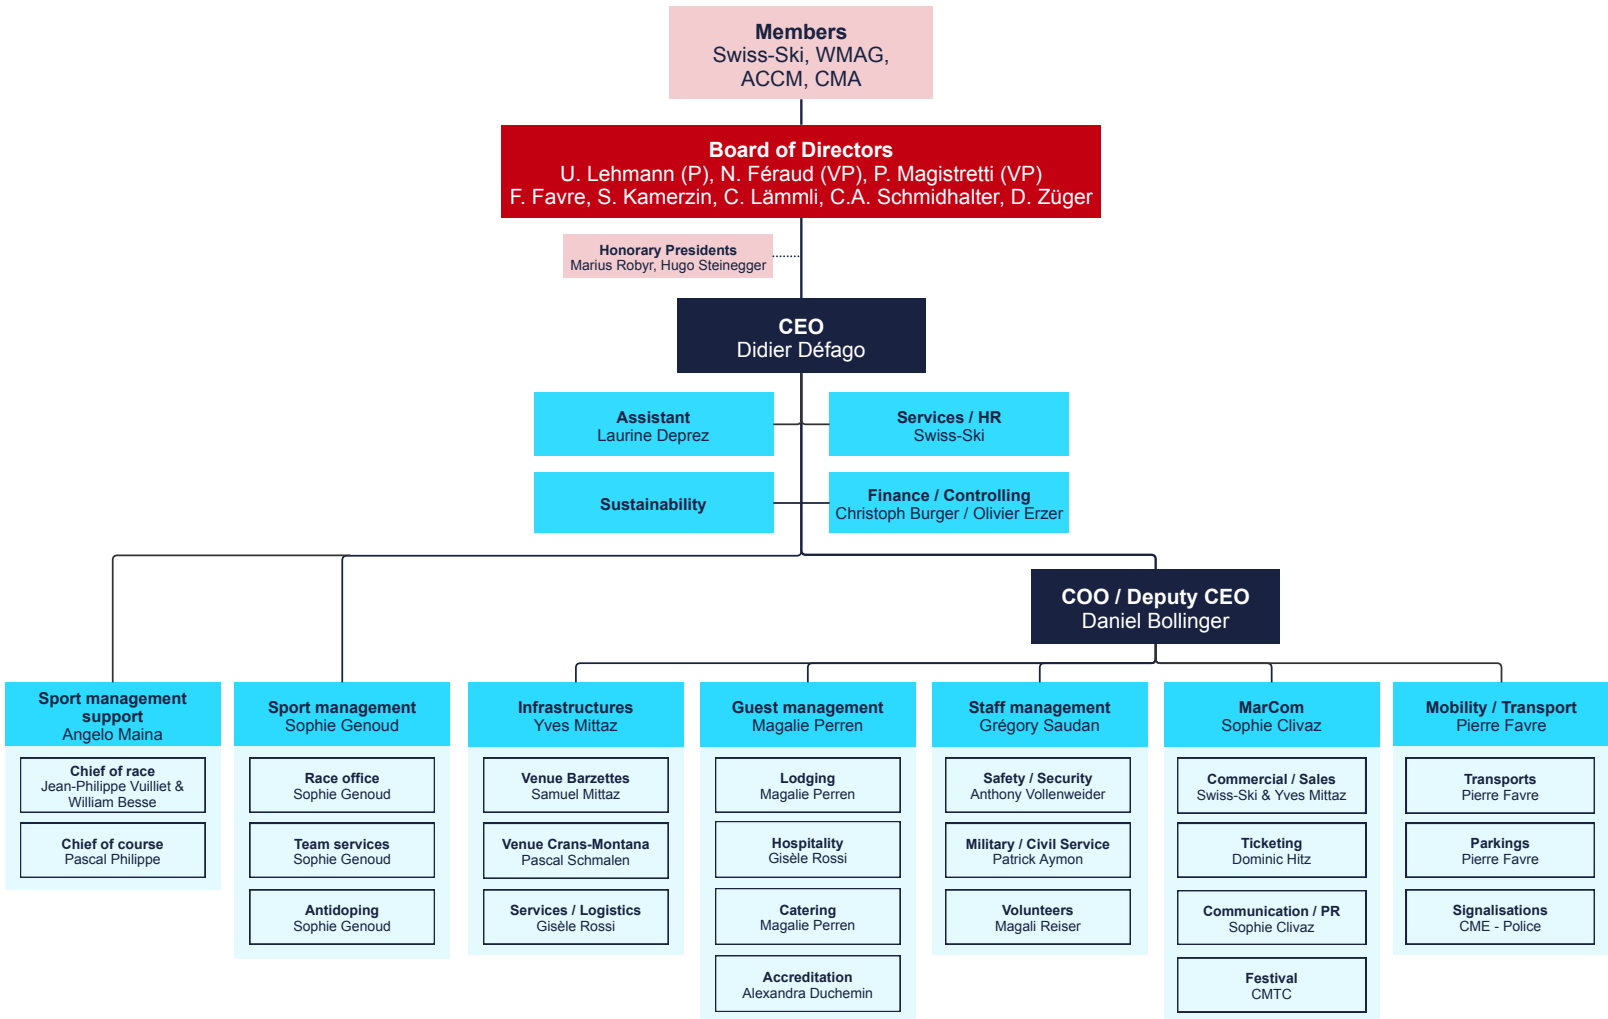 Members
Swiss-Ski, WMAG,
ACCM, CMA
Board of Directors
U. Lehmann (P), N. Féraud (VP), P. Magistretti (VP)
F. Favre, S. Kamerzin, C. Lämmli, C.A. Schmidhalter, D. Züger
Honorary Presidents
Marius Robyr, Hugo Steinegger
CEO
Didier Défago
Assistant
Laurine Deprez
Services / HR
Swiss-Ski
Sustainability
Finance / Controlling
Christoph Burger / Olivier Erzer
COO / Deputy CEO
Daniel Bollinger
Sport management
support
Angelo Maina
Chief of race
Jean-Philippe Vuilliet &
William Besse
Chief of course
Pascal Philippe
Sport management
Sophie Genoud
Race office
Sophie Genoud
Team services
Sophie Genoud
Antidoping
Sophie Genoud
Infrastructures
Yves Mittaz
Venue Barzettes
Samuel Mittaz
Venue Crans-Montana
Pascal Schmalen
Services / Logistics
Gisèle Rossi
Guest management
Magalie Perren
Lodging
Magalie Perren
Hospitality
Gisèle Rossi
Catering
Magalie Perren
Accreditation
Alexandra Duchemin
Staff management
Grégory Saudan
Safety / Security
Anthony Vollenweider
Military / Civil Service
Patrick Aymon
Volunteers
Magali Reiser
MarCom
Sophie Clivaz
Commercial / Sales
Swiss-Ski & Yves Mittaz
Ticketing
Dominic Hitz
Communication / PR
Sophie Clivaz
Festival
CMTC
Mobility / Transport
Pierre Favre
Transports
Pierre Favre
Parkings
Pierre Favre
Signalisations
CME - Police